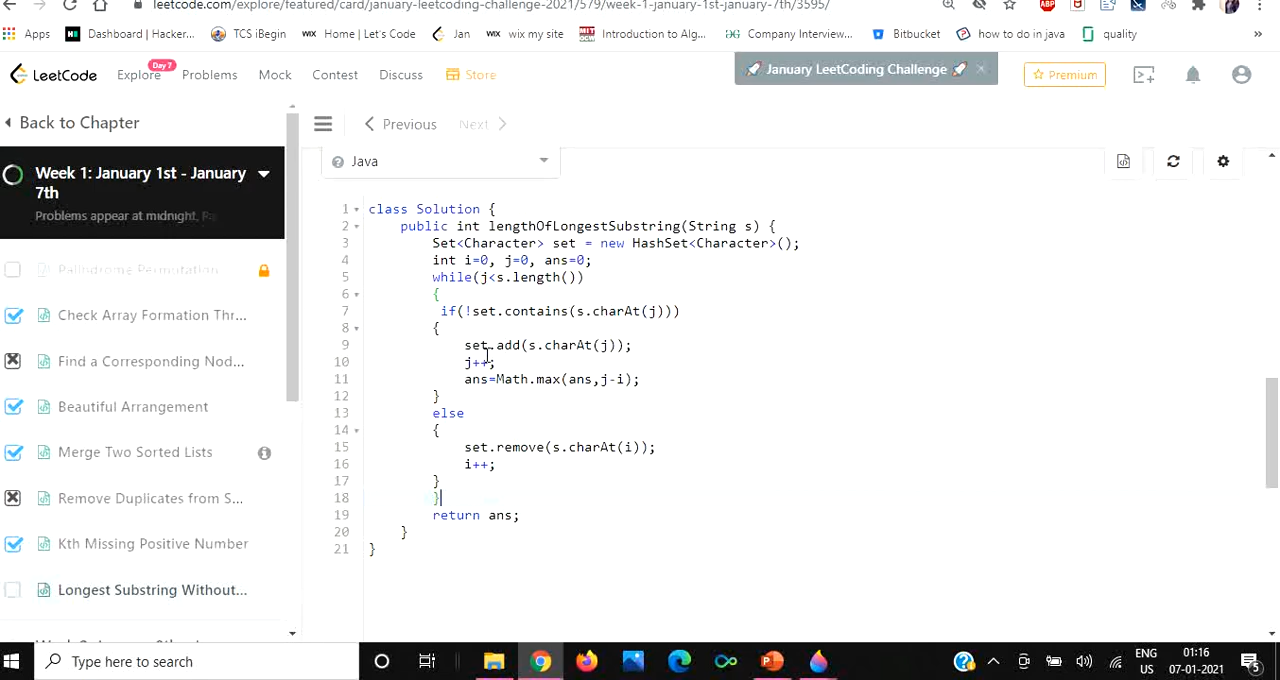 leetcode.com/explore/featured/card/january-leetcoding-challenge-2021/579/week-1-january-1st-january-7th/3595/
ABP
Apps
Dashboard | Hacker...
TCS iBegin
WIX Home | Let's Code
Jan
WIX wix my site
Introduction to Alg...
Company Interview...
Bitbucket
how to do in java
quality
»
LeetCode
Explore
Day 7
Problems
Mock
Contest
Discuss
Store
January LeetCoding Challenge
Premium
Back to Chapter
Previous
Next
Week 1: January 1st - January
7th
Problems appear at midnight,
Palindrome Permutation
Check Array Formation Thr...
Find a Corresponding Nod...
Beautiful Arrangement
Merge Two Sorted Lists
Remove Duplicates from S...
Kth Missing Positive Number
Longest Substring Without...
Java
1 class Solution {
2 public int lengthOfLongestSubstring(String s) {
3 Set<Character> set = new HashSet<Character>();
4 int i=0, j=0, ans=0;
5 while(j<s.length())
6 {
7 if(!set.contains(s.charAt(j)))
8 {
9 set.add(s.charAt(j));
10 j++;
11 ans=Math.max(ans,j-i);
12 }
13 else
14 {
15 set.remove(s.charAt(i));
16 i++;
17 }
18 }
19 return ans;
20 }
21 }
Type here to search
ENG
US
01:16
07-01-2021
5